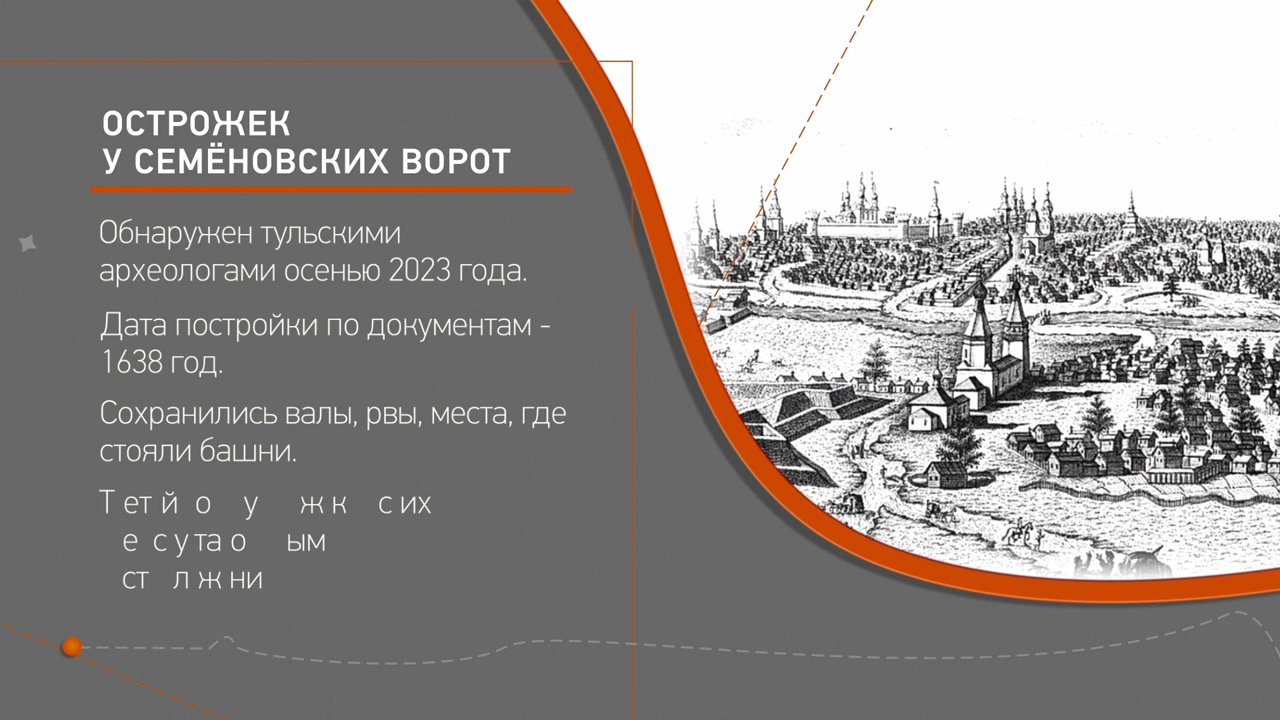 ОСТРОЖЕК
У СЕМЁНОВСКИХ ВОРОТ
Обнаружен тульскими
археологами осенью 2023 года.
Дата постройки по документам -
1638 год.
Сохранились валы, рвы, места, где
стояли башни.